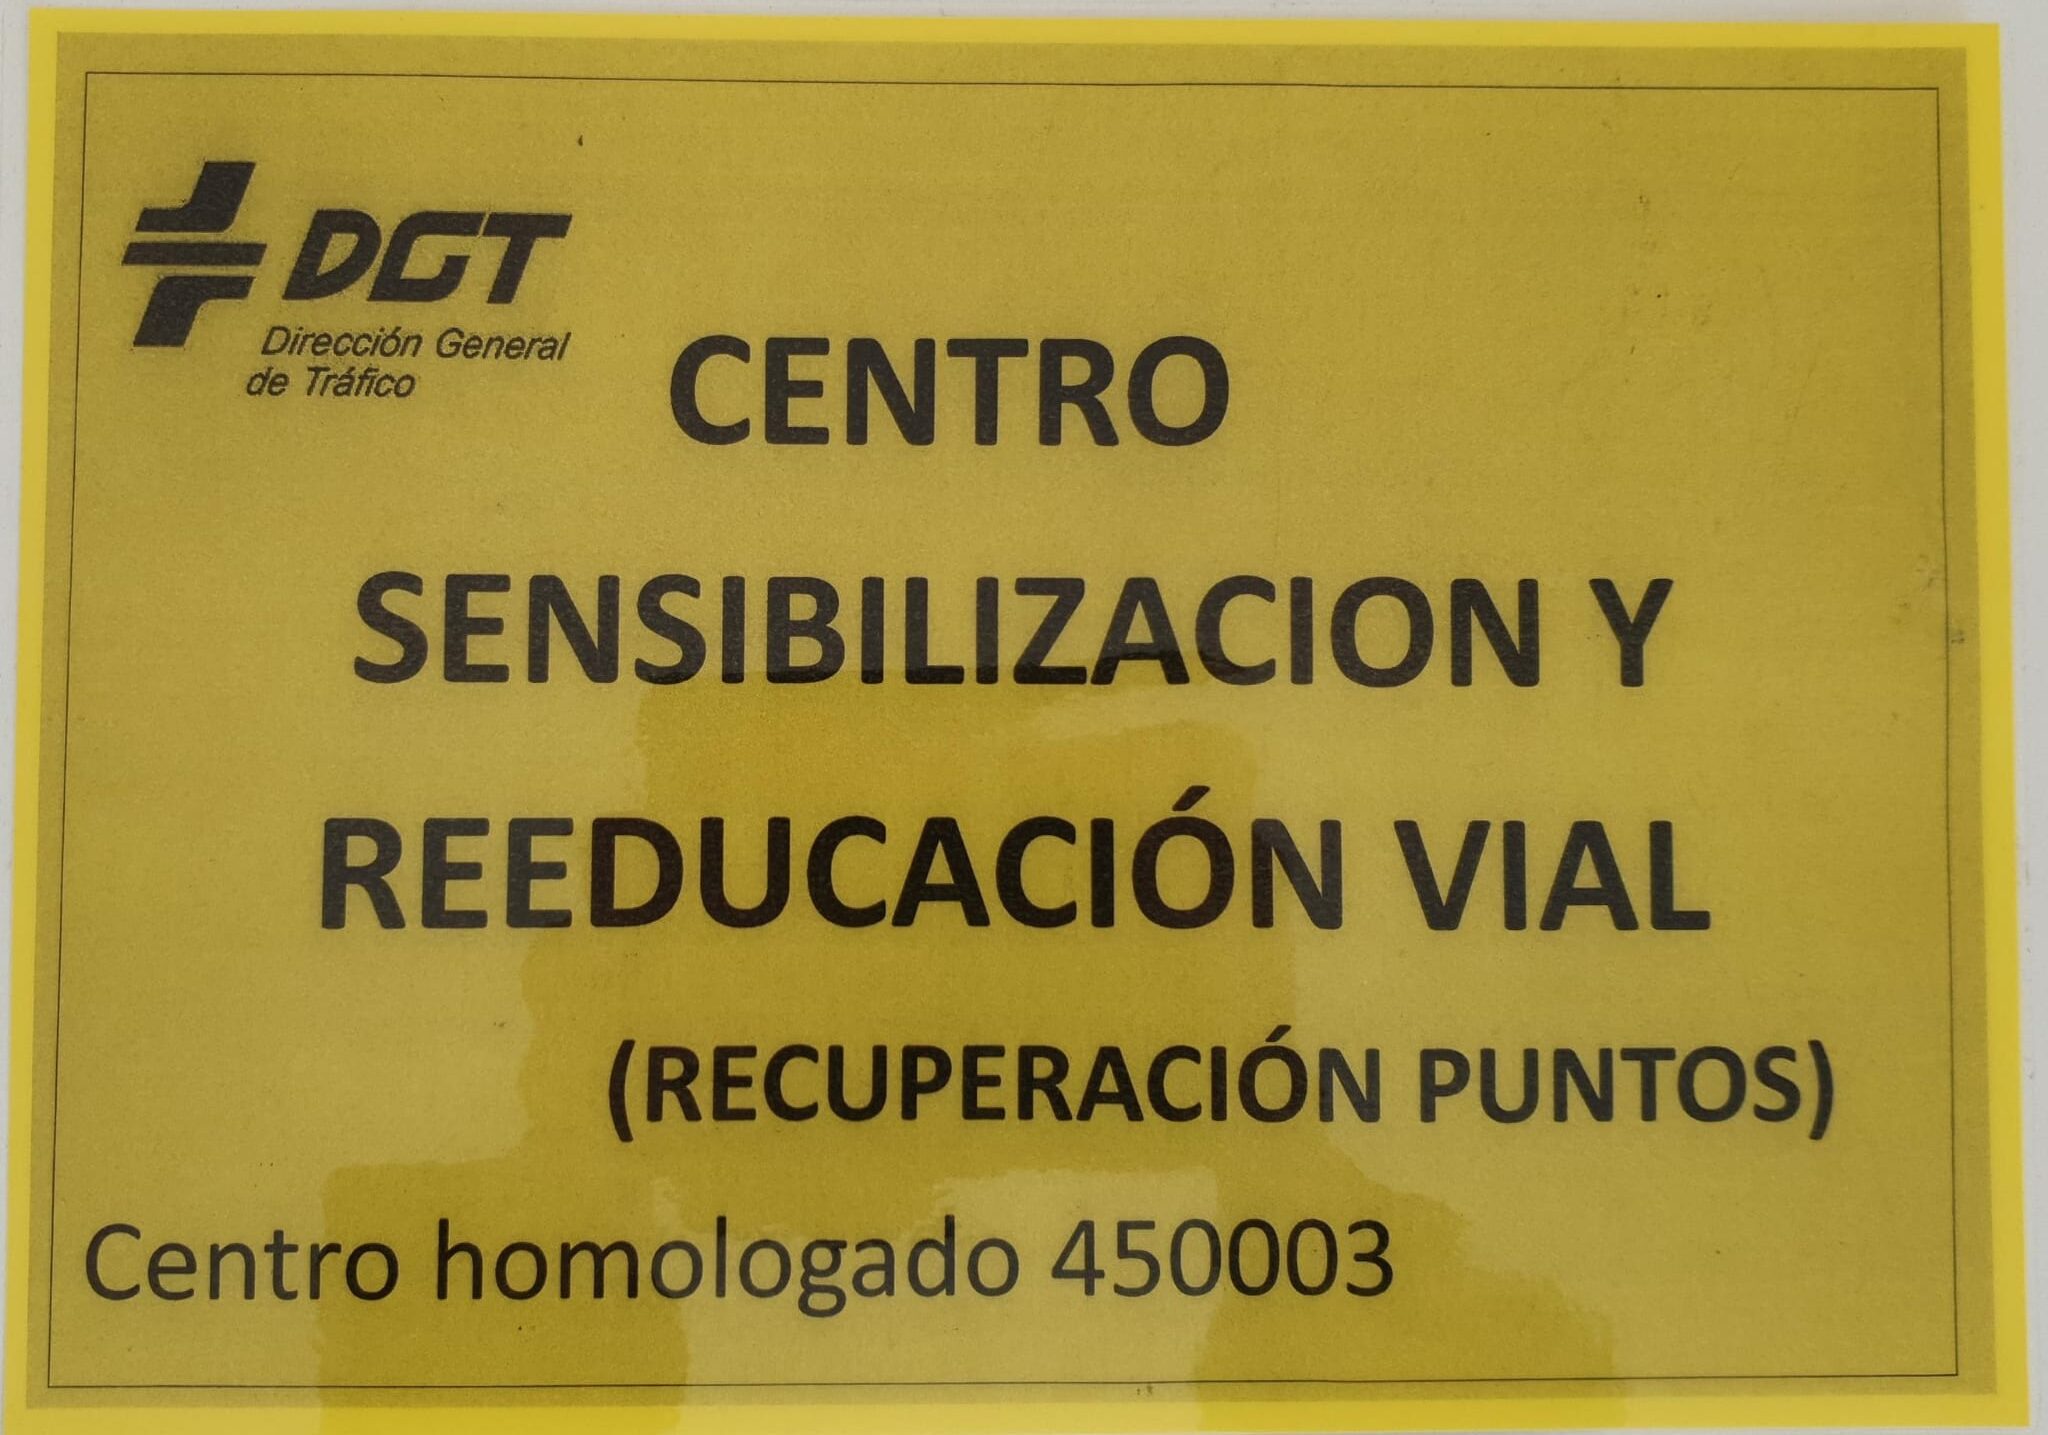 DGT
Dirección General
de Tráfico
CENTRO
SENSIBILIZACION Y
REEDUCACIÓN VIAL
(RECUPERACIÓN PUNTOS)
Centro homologado 450003